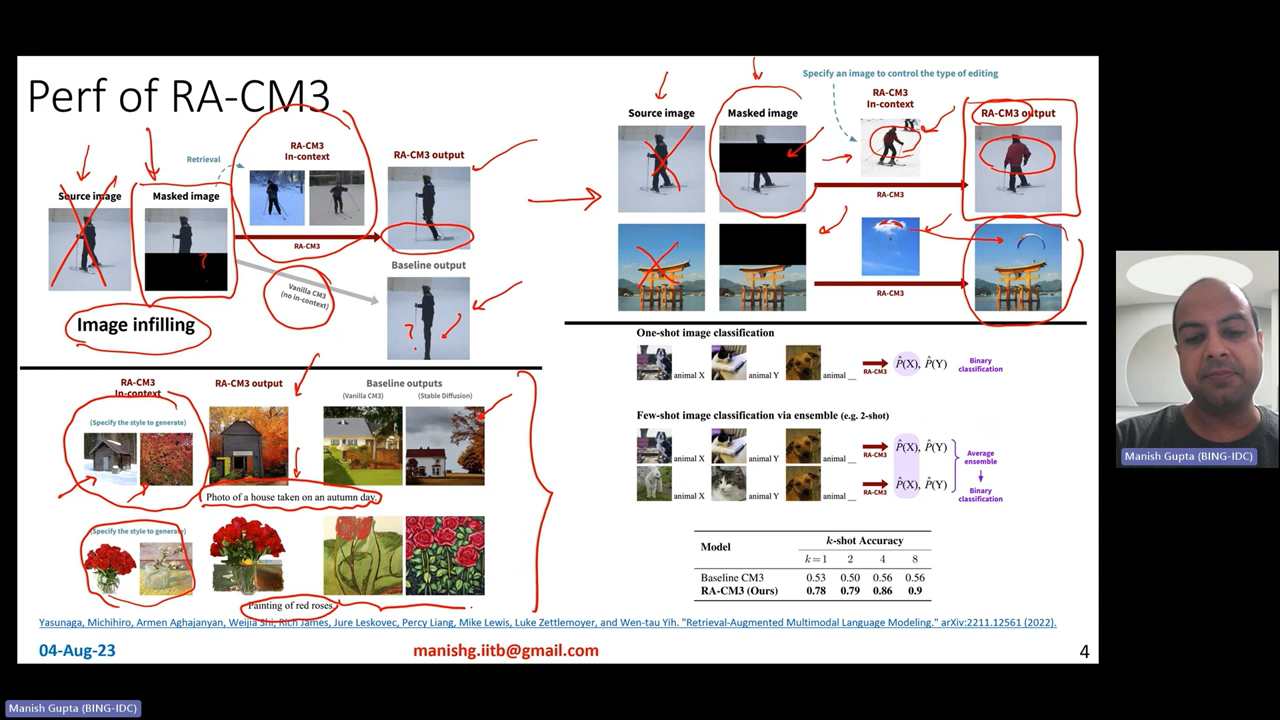 Perf of RA-CM3
Retrieval
RA-CM3
In-context
RA-CM3 output
Source image
Masked image
RA-CM3
Baseline output
Vanilla CM3
(no in-context)
?
?
Image infilling
Specify an image to control the type of editing
Source image
Masked image
RA-CM3
In-context
RA-CM3 output
RA-CM3
RA-CM3
RA-CM3
In-context
RA-CM3 output
Baseline outputs
(Vanilla CM3)
(Stable Diffusion)
(Specify the style to generate)
Photo of a house taken on an autumn day.
(Specify the style to generate)
Painting of red roses.
One-shot image classification
animal X
animal Y
animal __
RA-CM3
P̂(X), P̂(Y)
Binary
classification
Few-shot image classification via ensemble (e.g. 2-shot)
animal X
animal Y
animal __
RA-CM3
P̂(X), P̂(Y)
animal X
animal Y
animal __
RA-CM3
P̂(X), P̂(Y)
Average
ensemble
Binary
classification
Model
k-shot Accuracy
k=1 2 4 8
Baseline CM3 0.53 0.50 0.56 0.56
RA-CM3 (Ours) 0.78 0.79 0.86 0.9
Yasunaga, Michihiro, Armen Aghajanyan, Weijia Shi, Rich James, Jure Leskovec, Percy Liang, Mike Lewis, Luke Zettlemoyer, and Wen-tau Yih. "Retrieval-Augmented Multimodal Language Modeling." arXiv:2211.12561 (2022).
04-Aug-23
manishg.iitb@gmail.com
4
Manish Gupta (BING-IDC)
Manish Gupta (BING-IDC)